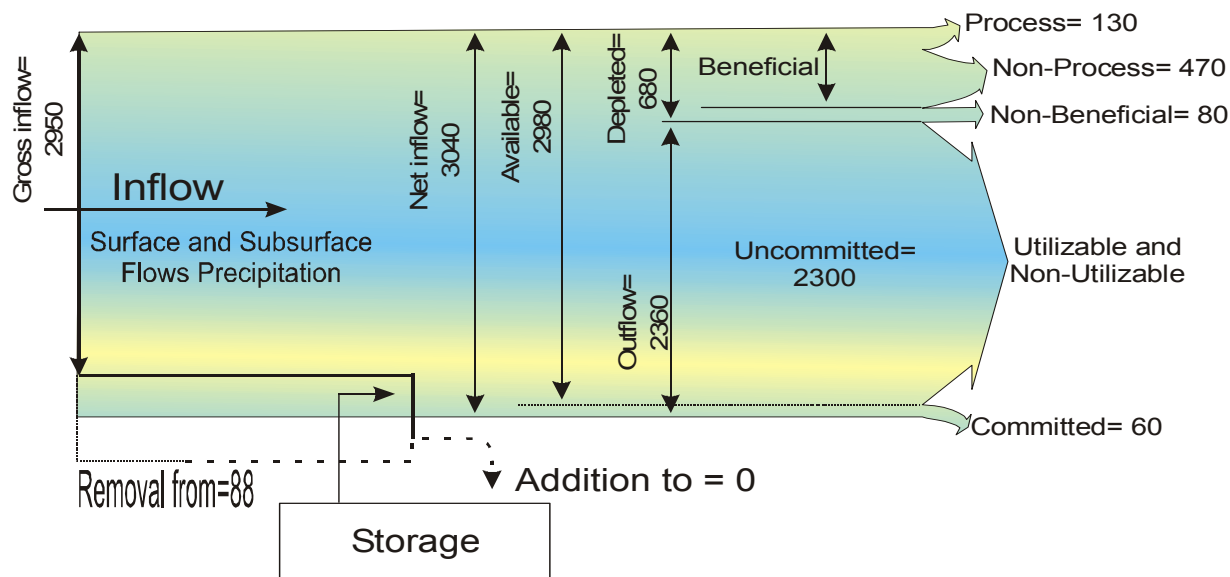 Gross inflow=
2950
Inflow
Surface and Subsurface
Flows Precipitation
Removal from=88
Storage
Addition to = 0
Net inflow=
3040
Available=
2980
Depleted=
680
Outflow=
2360
Beneficial
Uncommitted=
2300
Process= 130
Non-Process= 470
Non-Beneficial= 80
Utilizable and
Non-Utilizable
Committed= 60